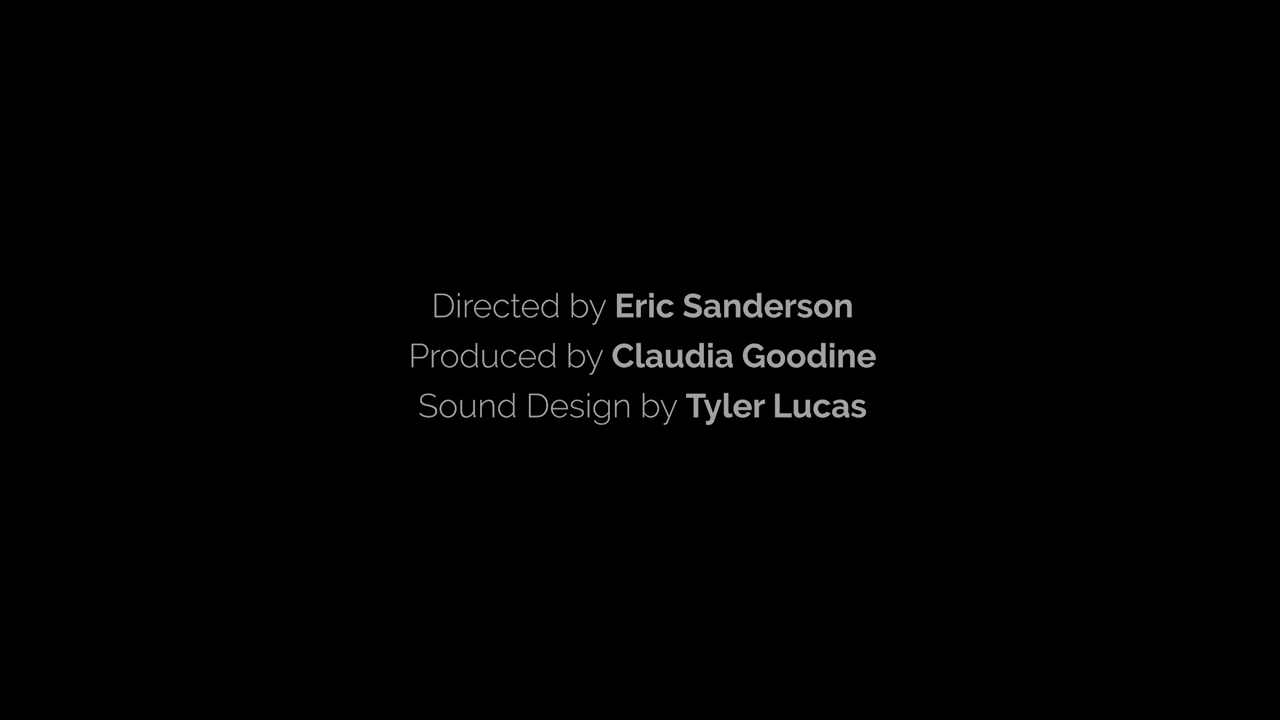 Directed by Eric Sanderson
Produced by Claudia Goodine
Sound Design by Tyler Lucas